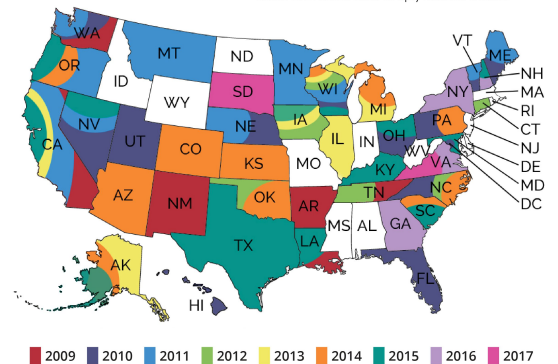 WA
MT
ND
MN
VT
ME
OR
ID
SD
WI
NH
WY
NY
MA
MI
RI
NV
NE
IA
PA
CT
CA
UT
CO
IL
IN
OH
NJ
KS
MO
WV
DE
KY
VA
MD
AZ
NM
OK
AR
TN
NC
DC
SC
TX
MS
AL
GA
LA
AK
HI
FL
2009 2010 2011 2012 2013 2014 2015 2016 2017